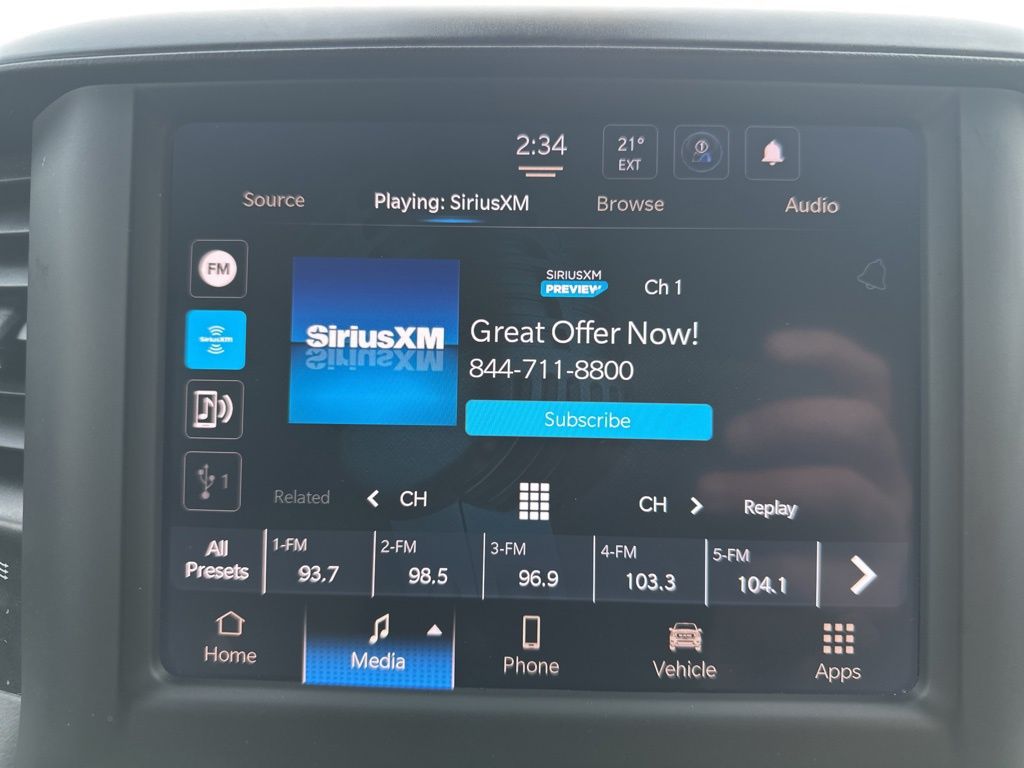 2:34
21°
EXT
Source
Playing: SiriusXM
Browse
Audio
FM
SiriusXM
1
SiriusXM
SIRIUSXM
PREVIEW
Ch 1
Great Offer Now!
844-711-8800
Subscribe
Related
CH
CH
Replay
All
Presets
1-FM
93.7
2-FM
98.5
3-FM
96.9
4-FM
103.3
5-FM
104.1
Home
Media
Phone
Vehicle
Apps